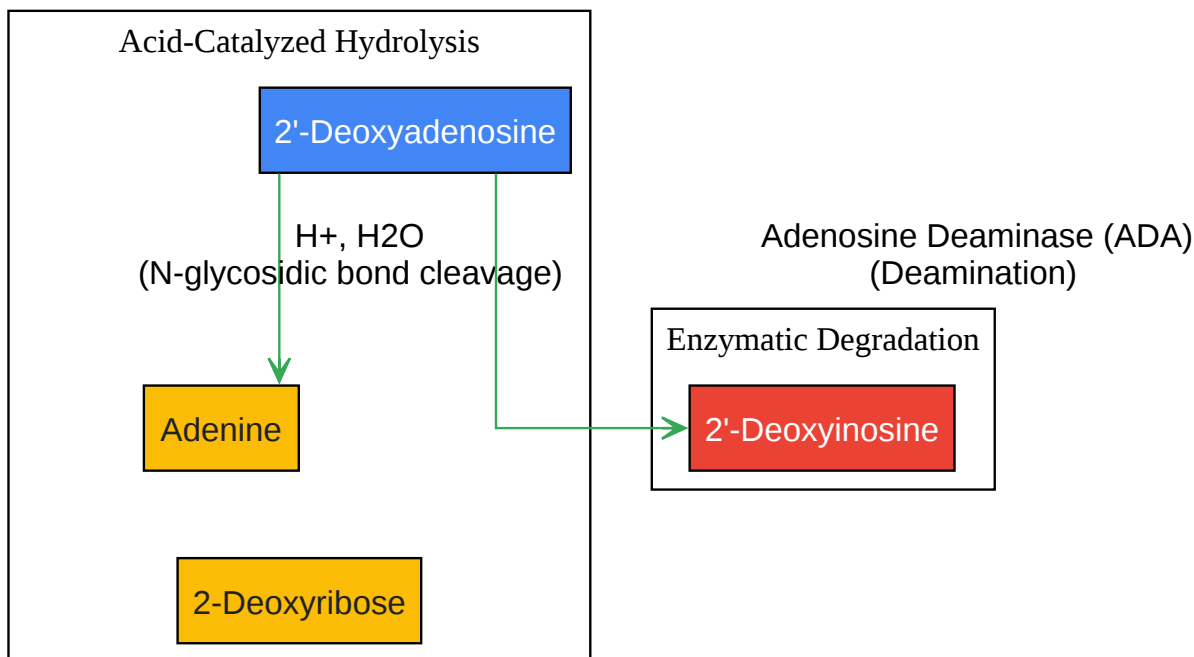 Acid-Catalyzed Hydrolysis
2'-Deoxyadenosine
H+, H2O
(N-glycosidic bond cleavage)
Adenosine Deaminase (ADA)
(Deamination)
Enzymatic Degradation
Adenine
2'-Deoxyinosine
2-Deoxyribose